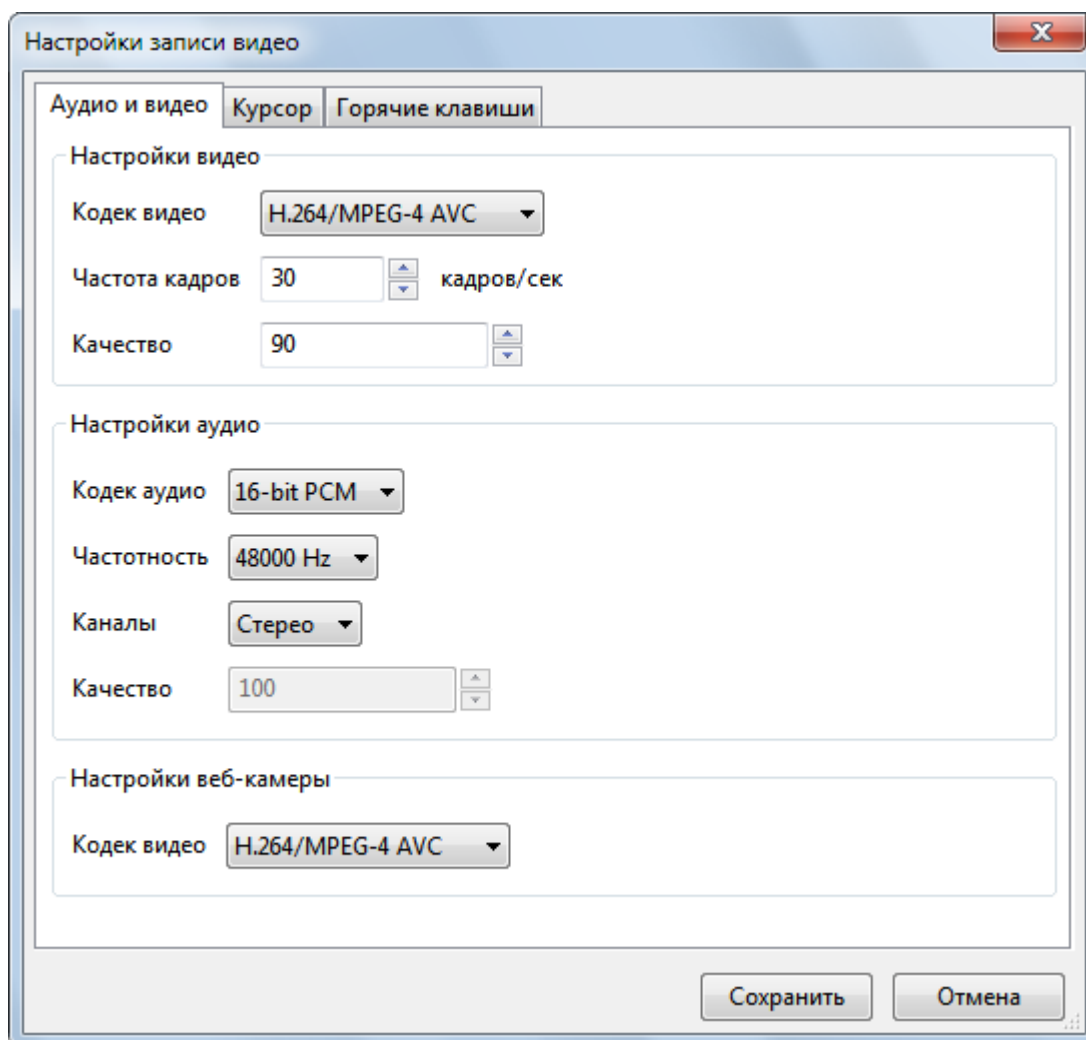 Настройки записи видео
Аудио и видео Курсор Горячие клавиши
Настройки видео
Кодек видео H.264/MPEG-4 AVC
Частота кадров 30 кадров/сек
Качество 90
Настройки аудио
Кодек аудио 16-bit PCM
Частотность 48000 Hz
Каналы Стерео
Качество 100
Настройки веб-камеры
Кодек видео H.264/MPEG-4 AVC
Сохранить Отмена